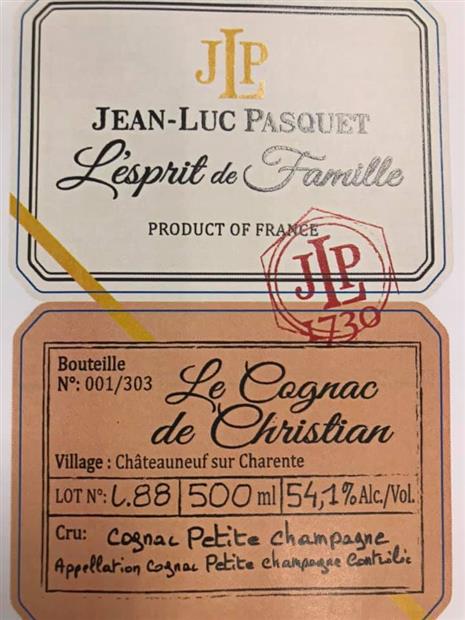 JLP
JEAN-LUC PASQUET
L'esprit de Famille
PRODUCT OF FRANCE
JLP
1730
Bouteille
N°: 001/303
Le Cognac
de Christian
Village : Châteauneuf sur Charente
LOT N°: L.88 500 ml 54,1% Alc./Vol.
Cru: Cognac Petite Champagne
Appellation Cognac Petite Champagne Contrôlée